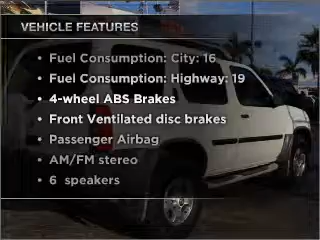 VEHICLE FEATURES
• Fuel Consumption: City: 16
• Fuel Consumption: Highway: 19
• 4-wheel ABS Brakes
• Front Ventilated disc brakes
• Passenger Airbag
• AM/FM stereo
• 6 speakers